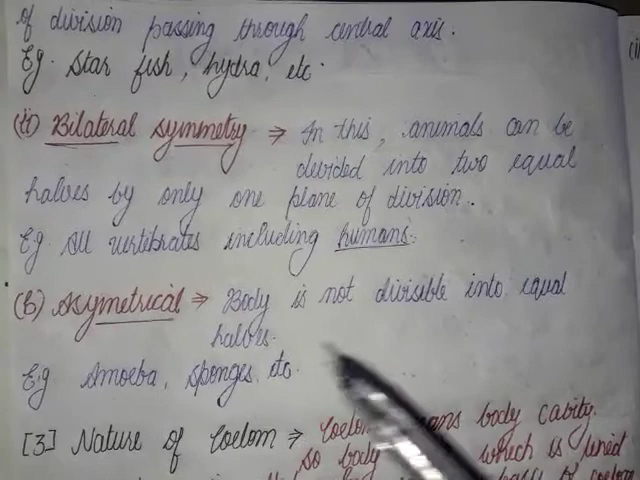 of division passing through central axis.
Eg. Star fish, hydra, etc.
(ii) Bilateral symmetry ⇒ In this, animals can be
devided into two equal
halves by only one plane of division.
Eg. All vertebrates including humans.
(b) Asymetrical ⇒ Body is not divisible into equal
halves.
Eg Amoeba, sponges, etc.
[3] Nature of Coelom ⇒ Coelom means body cavity.
so body which is lined
of coelom